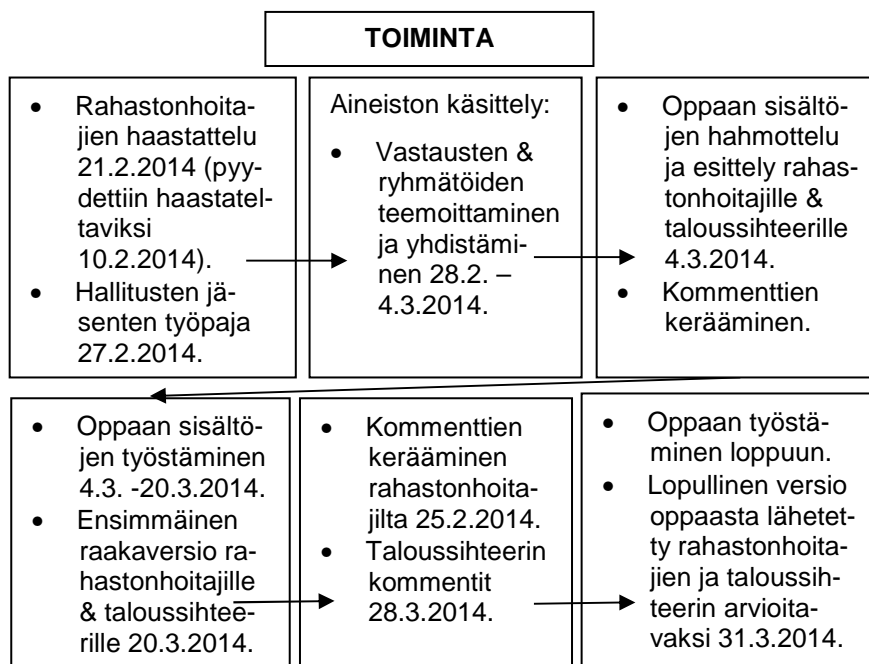 TOIMINTA
• Rahastonhoita-
jien haastattelu
21.2.2014 (pyy-
dettiin haastatel-
taviksi
10.2.2014).
• Hallitusten jä-
senten työpaja
27.2.2014.
Aineiston käsittely:
• Vastausten &
ryhmätöiden
teemoittaminen
ja yhdistämi-
nen 28.2. –
4.3.2014.
• Oppaan sisältö-
jen hahmottelu
ja esittely rahas-
tonhoitajille &
taloussihteerille
4.3.2014.
• Kommenttien
kerääminen.
• Oppaan sisältö-
jen työstäminen
4.3. -20.3.2014.
• Ensimmäinen
raakaversio ra-
hastonhoitajille
& taloussihtee-
rille 20.3.2014.
• Kommenttien
kerääminen
rahastonhoita-
jilta 25.2.2014.
• Taloussihteerin
kommentit
28.3.2014.
• Oppaan työstä-
minen loppuun.
• Lopullinen versio
oppaasta lähetet-
ty rahastonhoita-
jien ja taloussih-
teerin arvioita-
vaksi 31.3.2014.